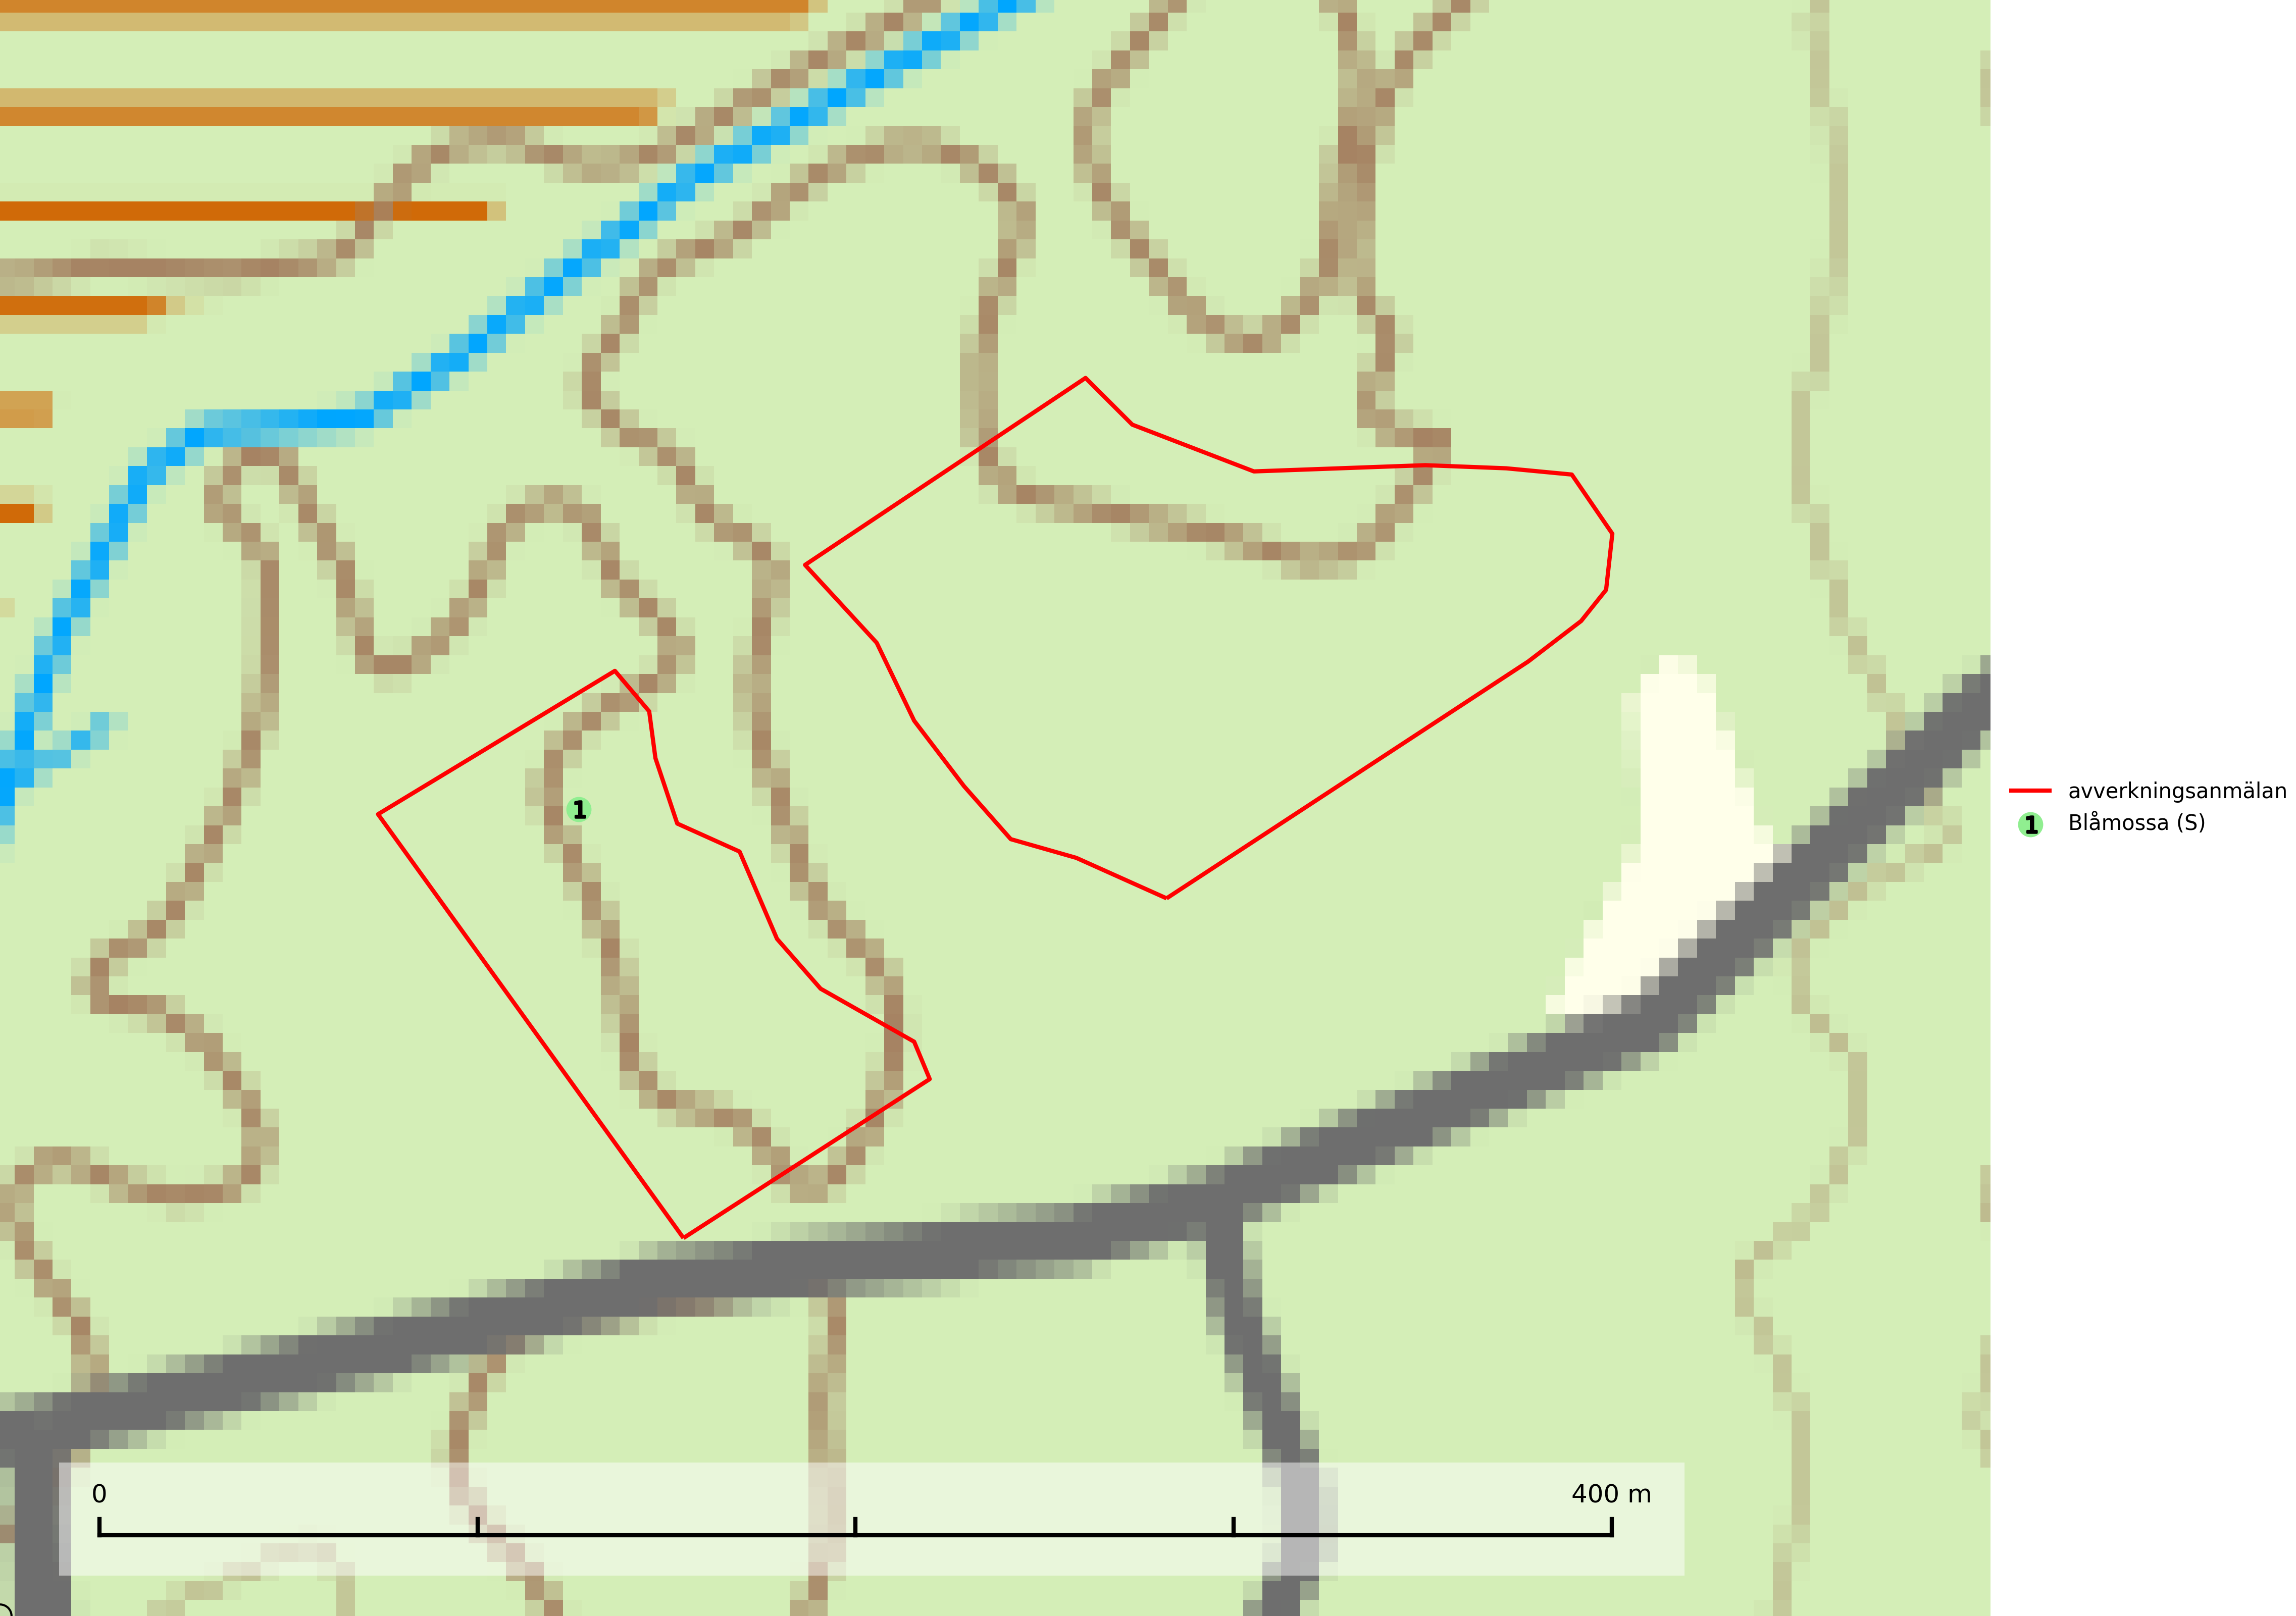 1
avverkningsanmälan
1 Blåmossa (S)
0 400 m